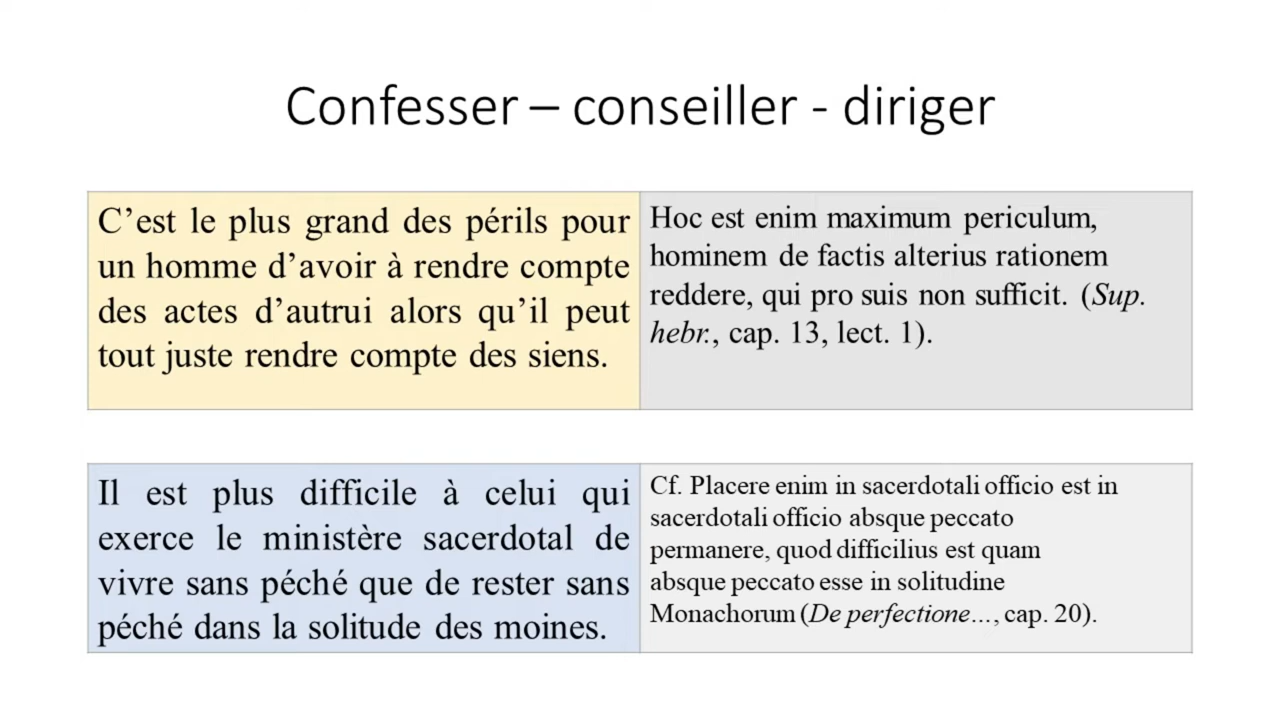 Confesser – conseiller - diriger
C’est le plus grand des périls pour
un homme d’avoir à rendre compte
des actes d’autrui alors qu’il peut
tout juste rendre compte des siens.
Hoc est enim maximum periculum,
hominem de factis alterius rationem
reddere, qui pro suis non sufficit. (Sup.
hebr., cap. 13, lect. 1).
Il est plus difficile à celui qui
exerce le ministère sacerdotal de
vivre sans péché que de rester sans
péché dans la solitude des moines.
Cf. Placere enim in sacerdotali officio est in
sacerdotali officio absque peccato
permanere, quod difficilius est quam
absque peccato esse in solitudine
Monachorum (De perfectione…, cap. 20).